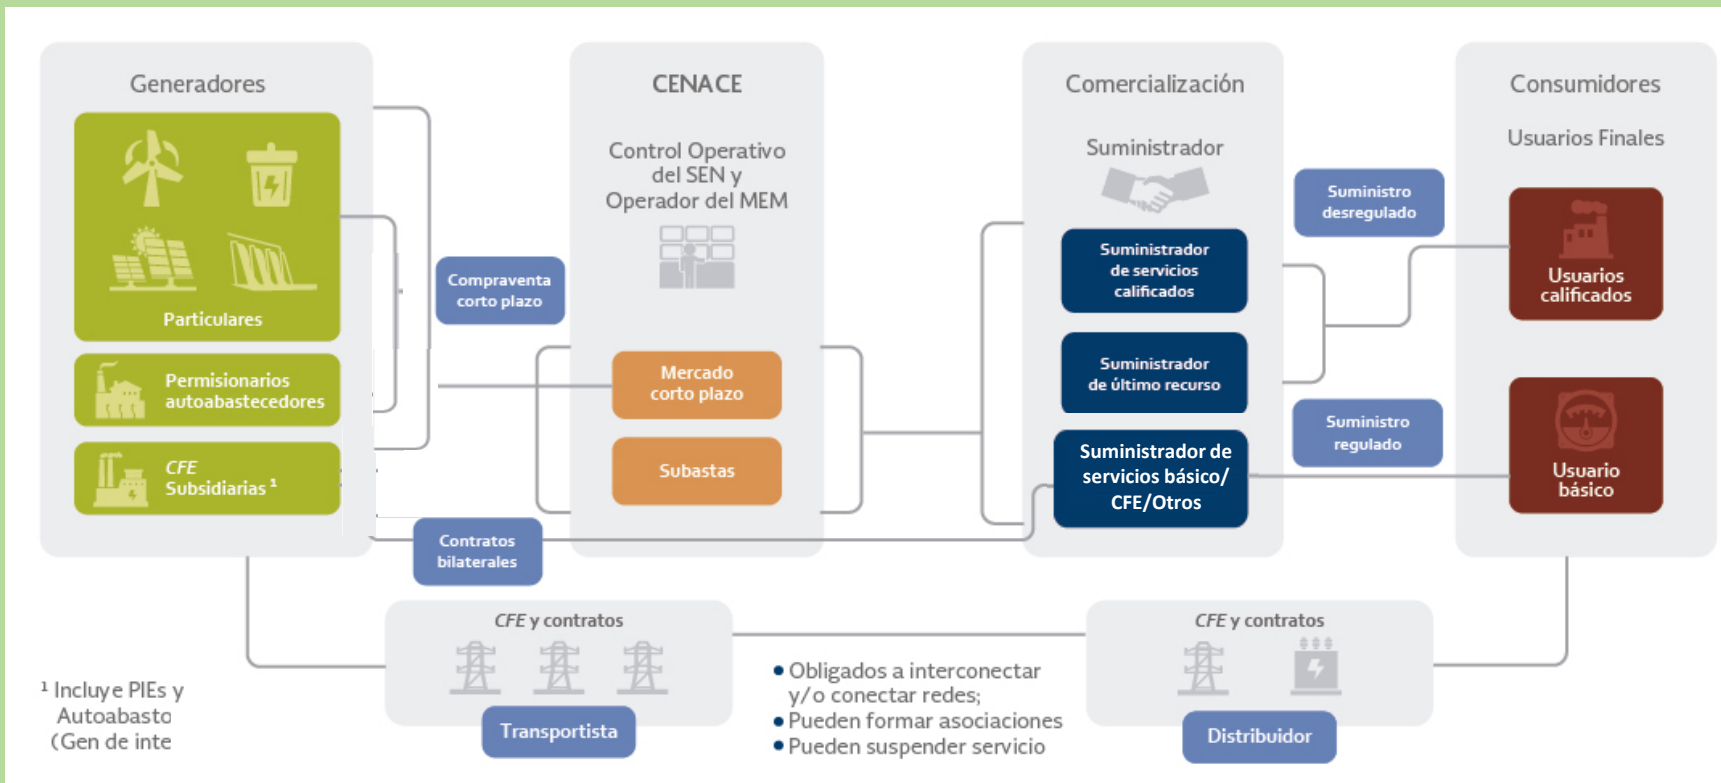 Generadores
Particulares
Permisionarios
autoabastecedores
CFE
Subsidiarias ¹
Compraventa
corto plazo
Contratos
bilaterales
CENACE
Control Operativo
del SEN y
Operador del MEM
Mercado
corto plazo
Subastas
Comercialización
Suministrador
Suministrador
de servicios
calificados
Suministrador
de último recurso
Suministrador de
servicios básico/
CFE/Otros
Suministro
desregulado
Suministro
regulado
Consumidores
Usuarios Finales
Usuarios
calificados
Usuario
básico
¹ Incluye PIEs y
Autoabasto
(Gen de inte
CFE y contratos
Transportista
• Obligados a interconectar
y/o conectar redes;
• Pueden formar asociaciones
• Pueden suspender servicio
CFE y contratos
Distribuidor